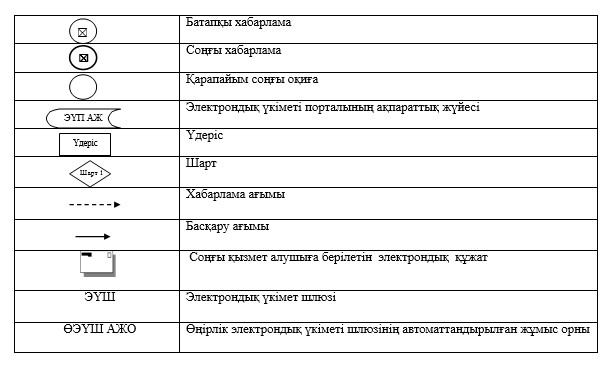 Батапқы хабарлама
Соңғы хабарлама
Қарапайым соңғы оқиға
ЭҮП АЖ
Электрондық үкіметі порталының ақпараттық жүйесі
Үдеріс
Үдеріс
Шарт 1
Шарт
Хабарлама ағымы
Басқару ағымы
Соңғы қызмет алушыға берілетін электрондық құжат
ЭҮШ
Электрондық үкімет шлюзі
ӨЭҮШ АЖО
Өңірлік электрондық үкіметі шлюзінің автоматтандырылған жұмыс орны